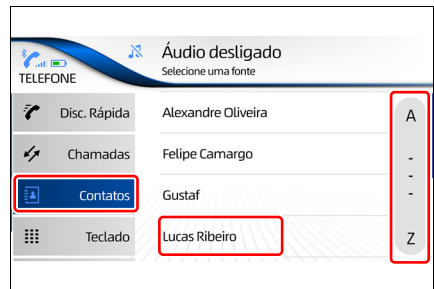 Áudio desligado
Selecione uma fonte
TELEFONE
Disc. Rápida
Alexandre Oliveira
A
Chamadas
Felipe Camargo
-
-
Contatos
Gustaf
-
Teclado
Lucas Ribeiro
Z